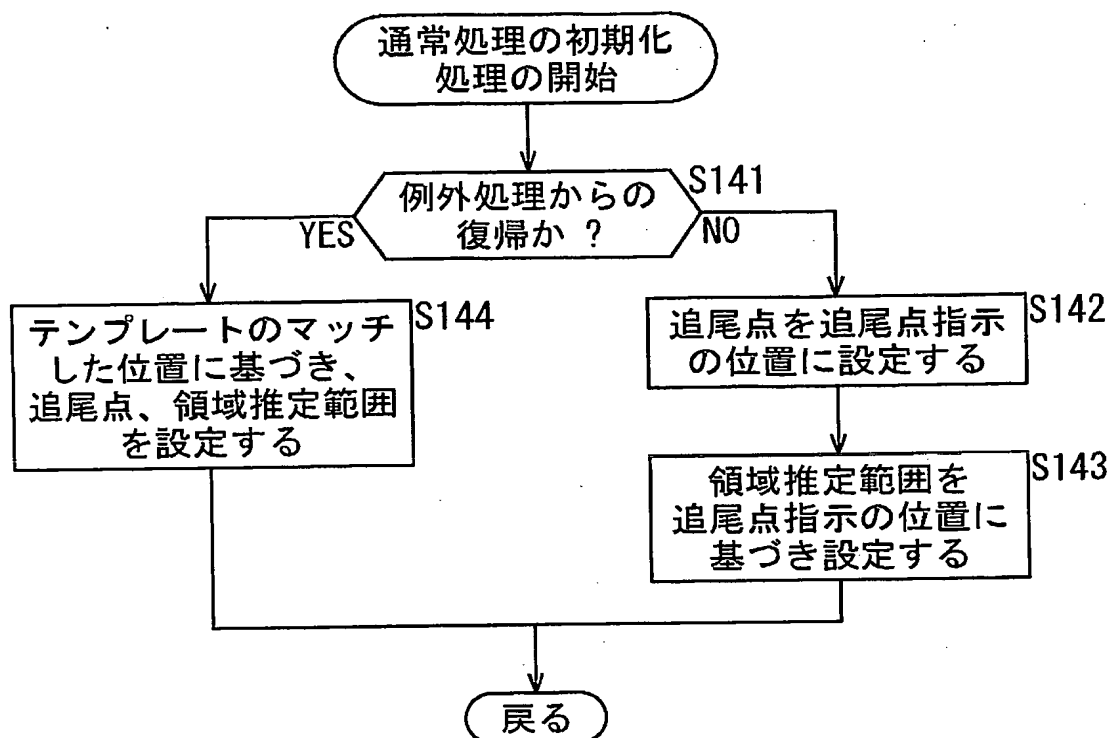 通常処理の初期化
処理の開始
例外処理からの
復帰か ?
S141
YES
NO
テンプレートのマッチ
した位置に基づき、
追尾点、領域推定範囲
を設定する
S144
追尾点を追尾点指示
の位置に設定する
S142
領域推定範囲を
追尾点指示の位置に
基づき設定する
S143
戻る